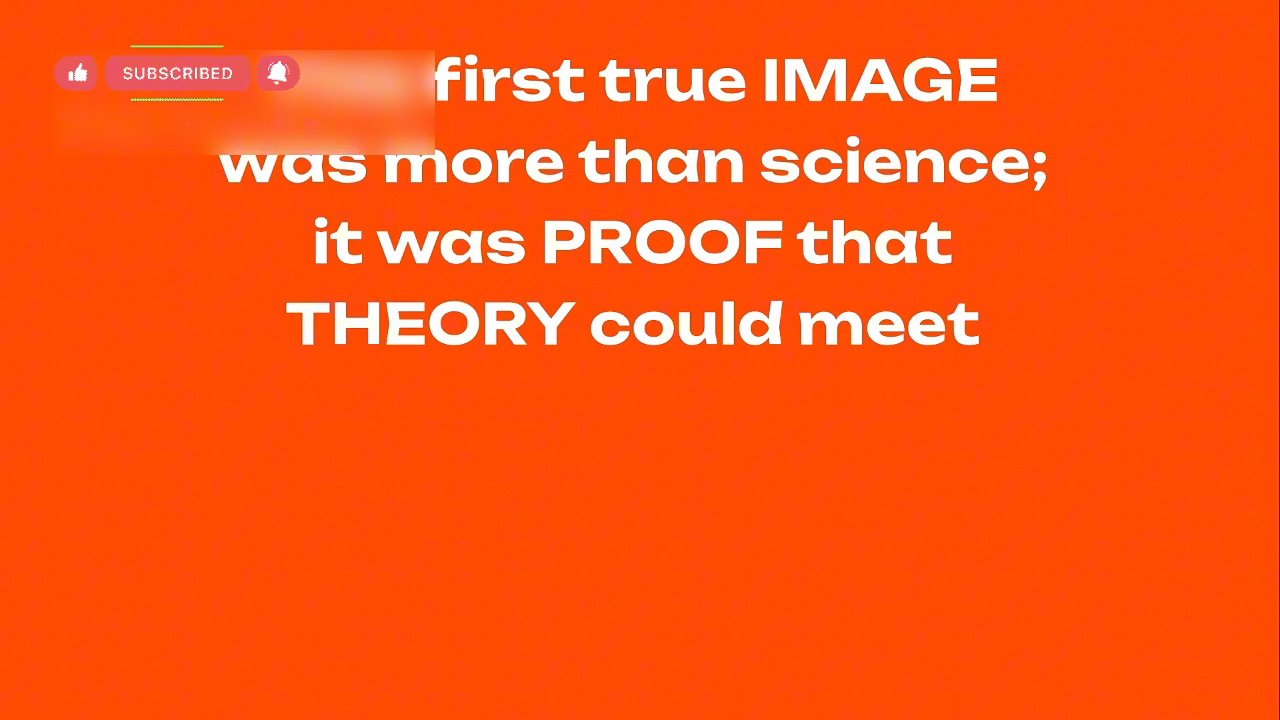 SUBSCRIBED
first true IMAGE
was more than science;
it was PROOF that
THEORY could meet